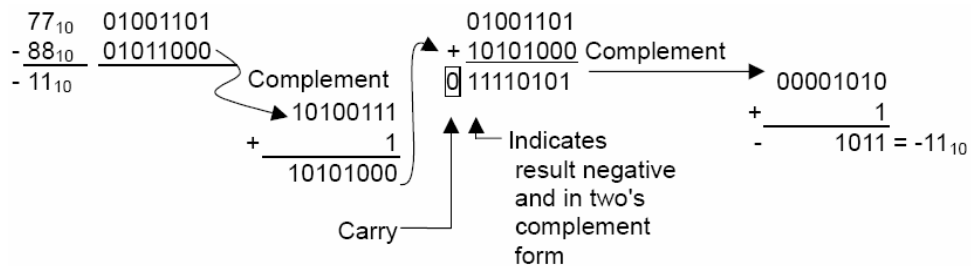 77₁₀ 01001101
- 88₁₀ 01011000
- 11₁₀
Complement
10100111
+ 1
10101000
01001101
+ 10101000
0 11110101
Complement
00001010
+ 1
- 1011 = -11₁₀
Carry
Indicates
result negative
and in two's
complement
form